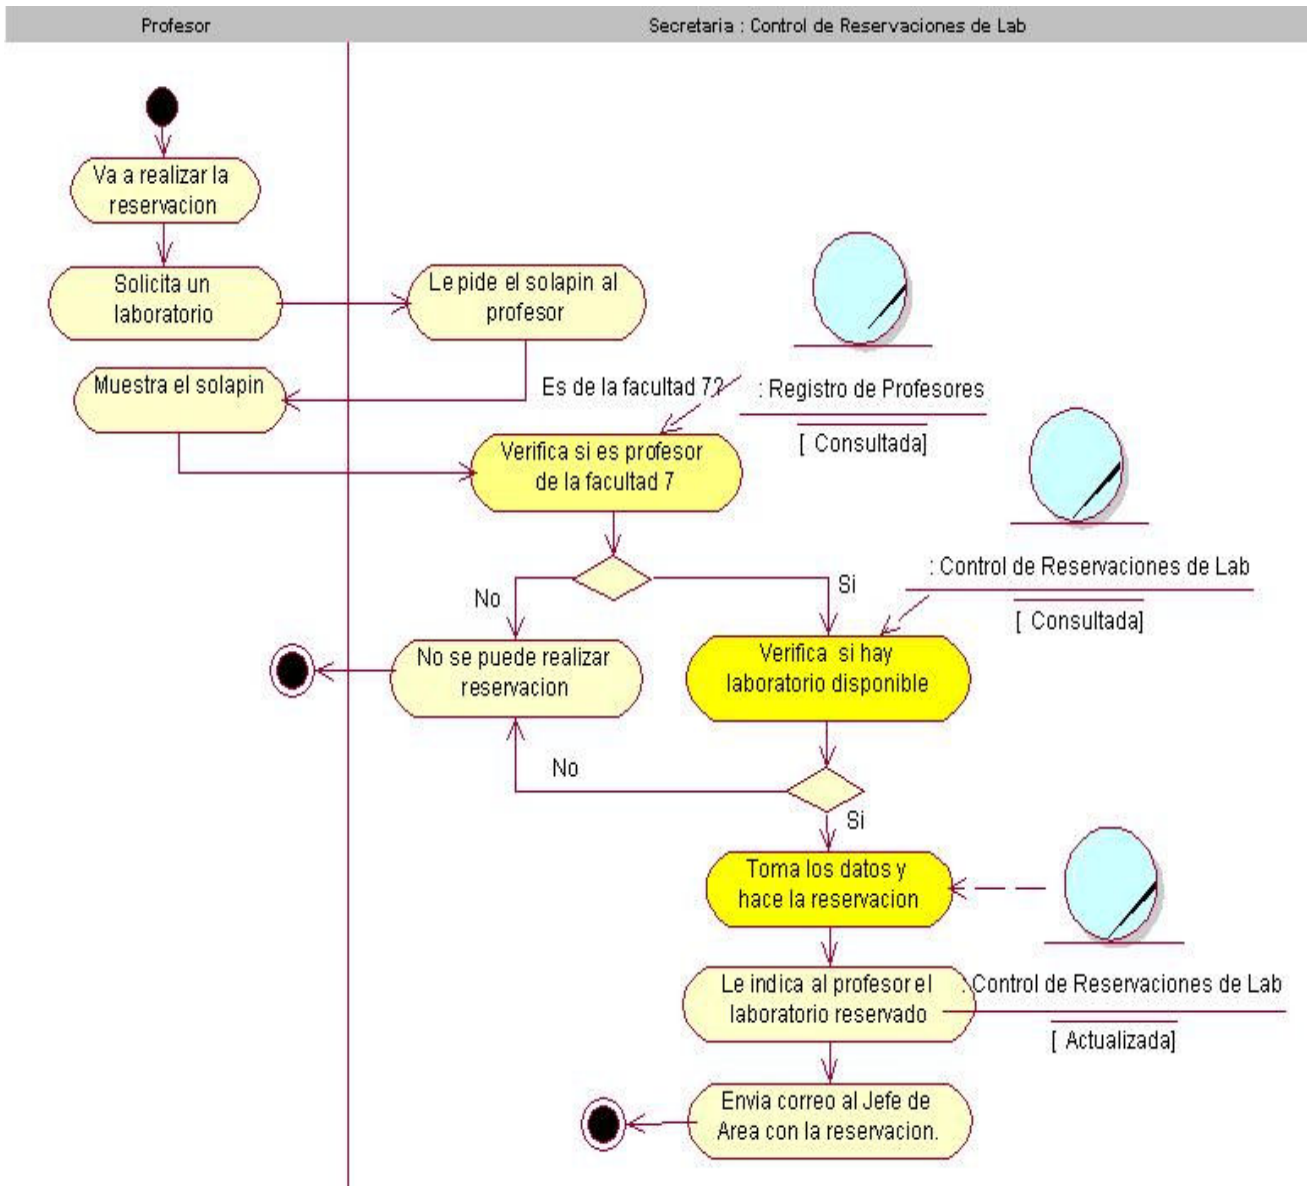 Profesor
Secretaria : Control de Reservaciones de Lab
Va a realizar la
reservacion
Solicita un
laboratorio
Le pide el solapin al
profesor
Muestra el solapin
Es de la facultad 7?
: Registro de Profesores
[ Consultada]
Verifica si es profesor
de la facultad 7
: Control de Reservaciones de Lab
[ Consultada]
No
Si
No se puede realizar
reservacion
Verifica si hay
laboratorio disponible
No
Si
Toma los datos y
hace la reservacion
Le indica al profesor el
laboratorio reservado
: Control de Reservaciones de Lab
[ Actualizada]
Envia correo al Jefe de
Area con la reservacion.